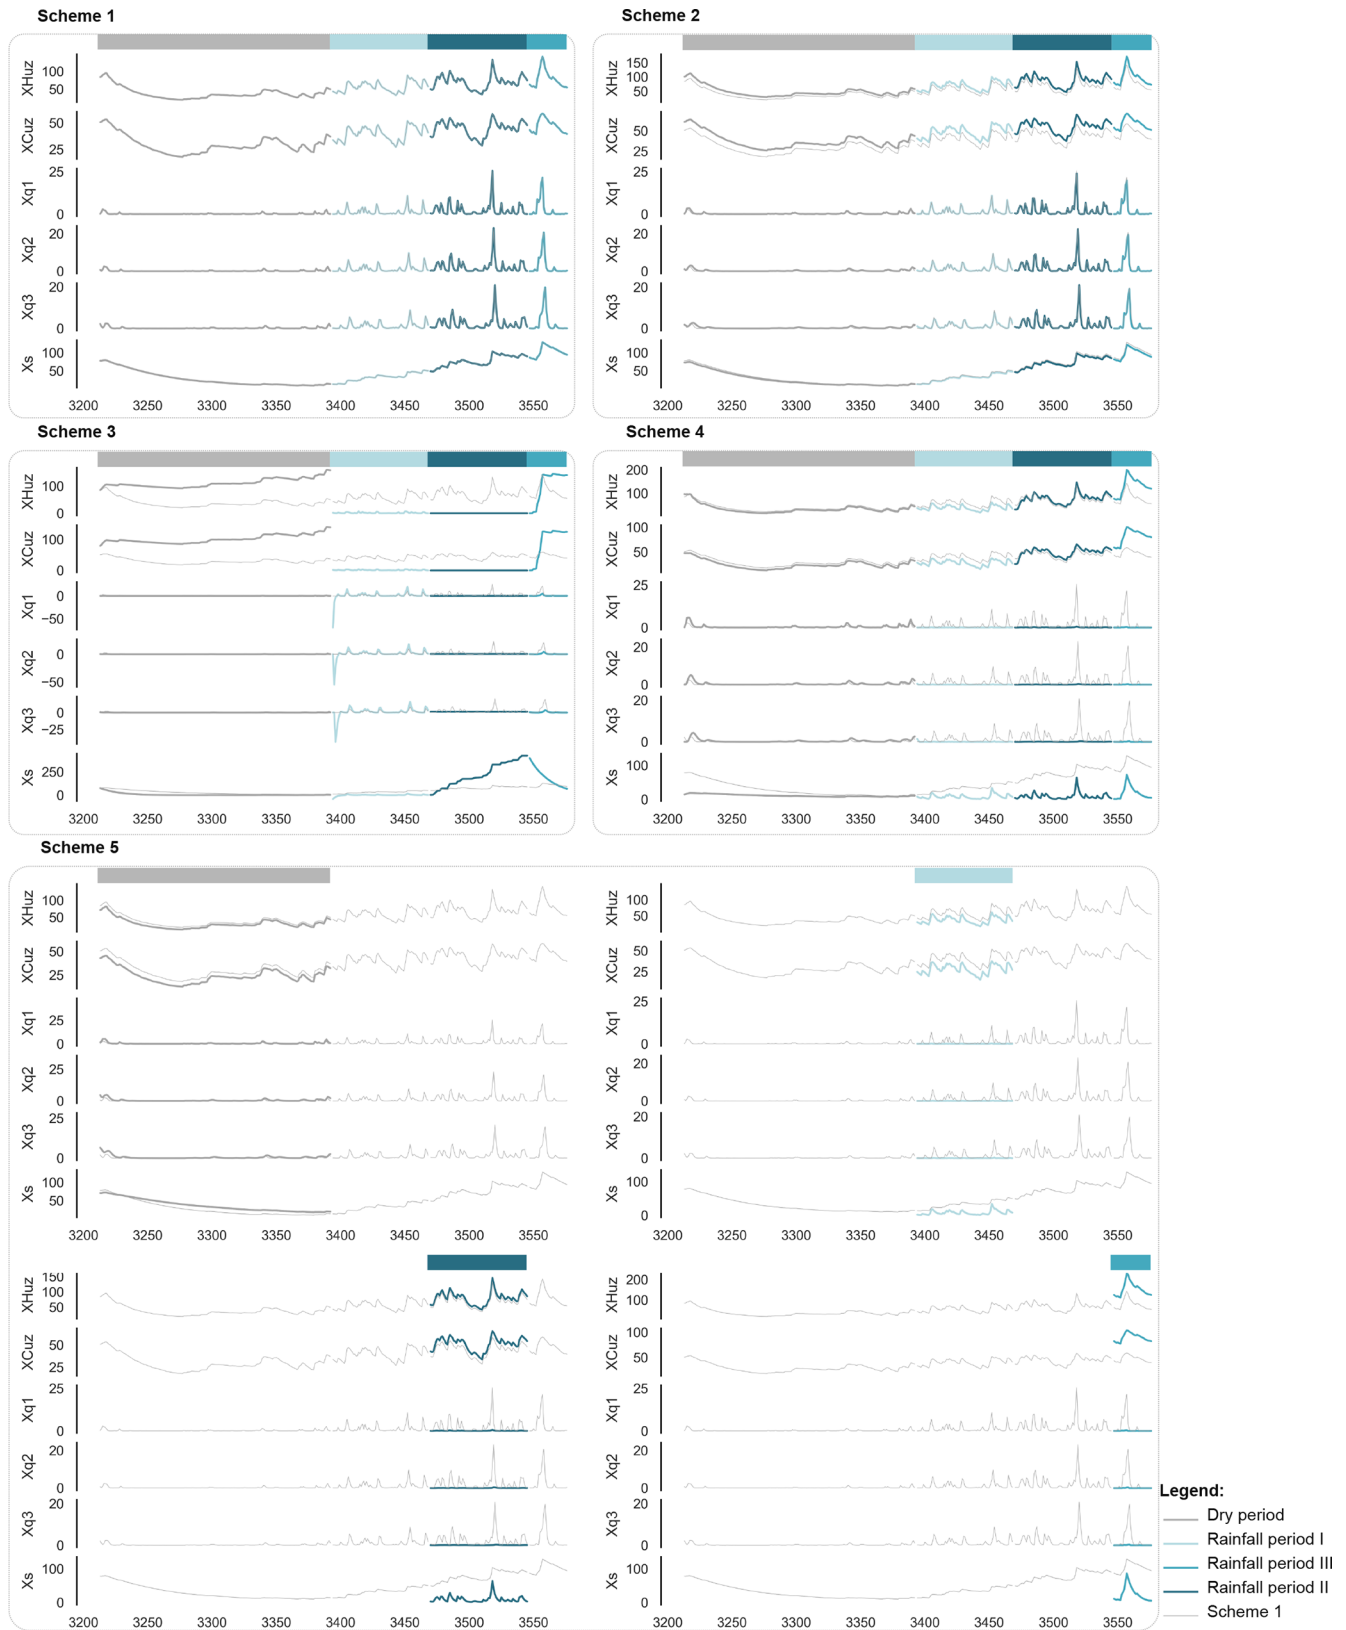 Scheme 1
XHuz
100
50
XCuz
50
25
Xq1
25
0
Xq2
20
0
Xq3
20
0
Xs
100
50
3200 3250 3300 3350 3400 3450 3500 3550
Scheme 2
XHuz
150
100
50
XCuz
50
25
Xq1
25
0
Xq2
20
0
Xq3
20
0
Xs
100
50
3200 3250 3300 3350 3400 3450 3500 3550
Scheme 3
XHuz
100
0
XCuz
100
0
Xq1
0
−50
Xq2
0
−50
Xq3
0
−25
Xs
250
0
3200 3250 3300 3350 3400 3450 3500 3550
Scheme 4
XHuz
200
100
XCuz
100
50
Xq1
25
0
Xq2
20
0
Xq3
20
0
Xs
100
0
3200 3250 3300 3350 3400 3450 3500 3550
Scheme 5
XHuz
100
50
XCuz
50
25
Xq1
25
0
Xq2
25
0
Xq3
25
0
Xs
100
50
3200 3250 3300 3350 3400 3450 3500 3550
XHuz
100
50
XCuz
50
25
Xq1
25
0
Xq2
20
0
Xq3
20
0
Xs
100
0
3200 3250 3300 3350 3400 3450 3500 3550
XHuz
150
100
50
XCuz
50
25
Xq1
25
0
Xq2
20
0
Xq3
20
0
Xs
100
0
3200 3250 3300 3350 3400 3450 3500 3550
XHuz
200
100
XCuz
100
50
Xq1
25
0
Xq2
20
0
Xq3
20
0
Xs
100
0
3200 3250 3300 3350 3400 3450 3500 3550
Legend:
Dry period
Rainfall period I
Rainfall period III
Rainfall period II
Scheme 1